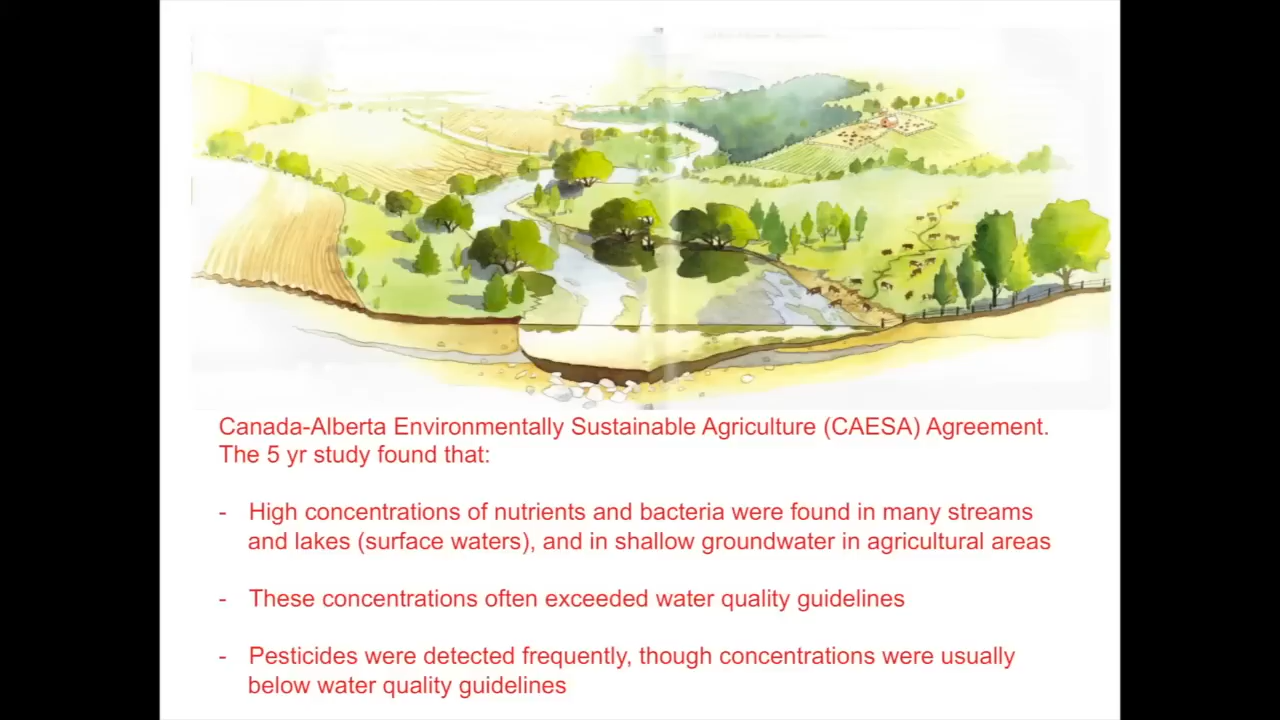 Canada-Alberta Environmentally Sustainable Agriculture (CAESA) Agreement.
The 5 yr study found that:
- High concentrations of nutrients and bacteria were found in many streams
and lakes (surface waters), and in shallow groundwater in agricultural areas
- These concentrations often exceeded water quality guidelines
- Pesticides were detected frequently, though concentrations were usually
below water quality guidelines